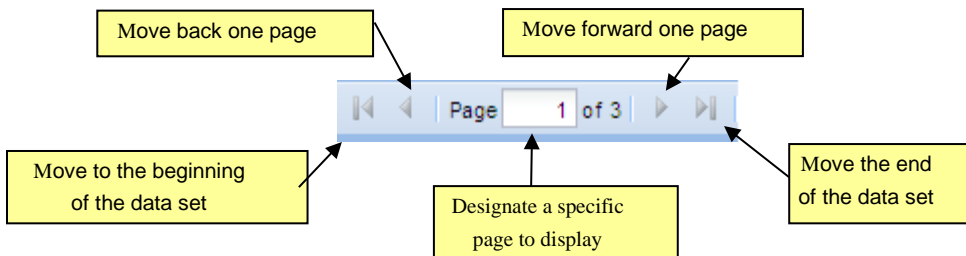 Move back one page
Move forward one page
Page 1 of 3
Move to the beginning
of the data set
Designate a specific
page to display
Move the end
of the data set